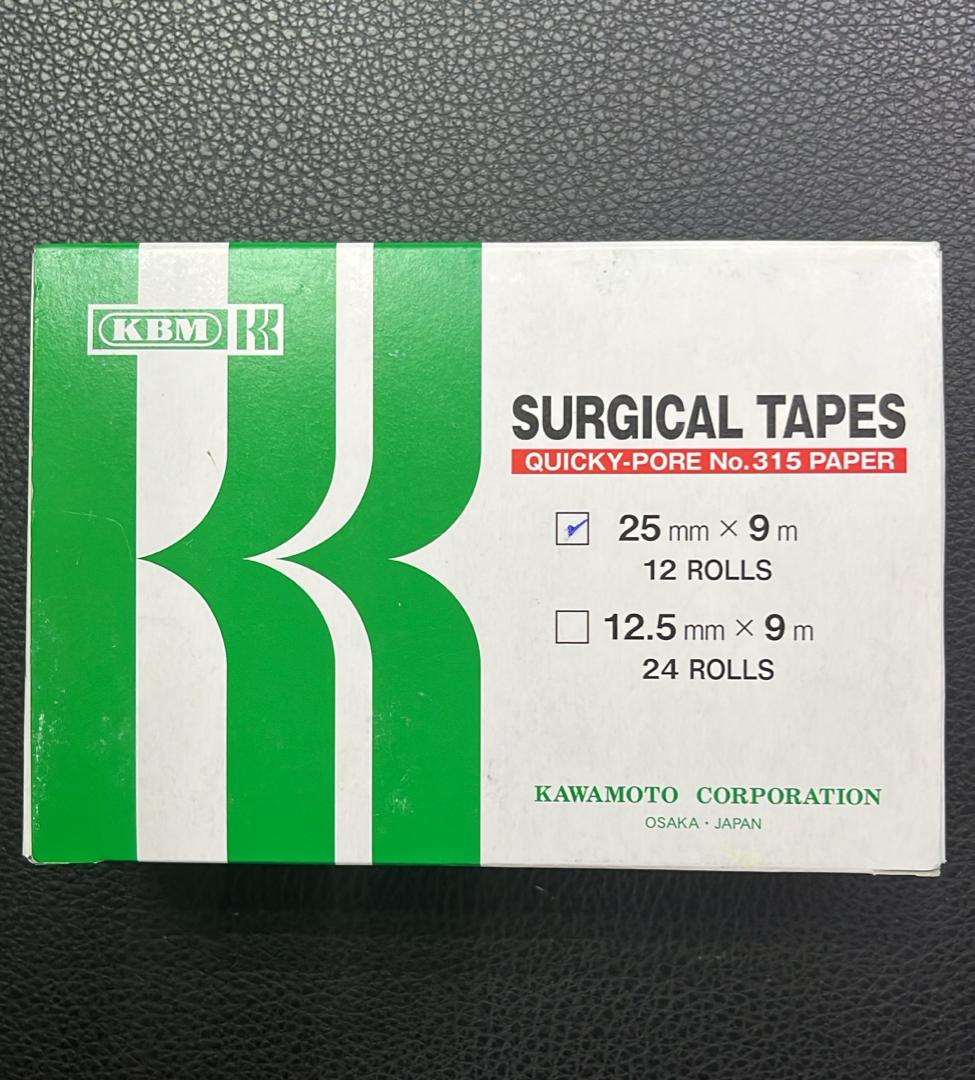 KBM
SURGICAL TAPES
QUICKY-PORE No.315 PAPER
25 mm × 9 m
12 ROLLS
12.5 mm × 9 m
24 ROLLS
KAWAMOTO CORPORATION
OSAKA・JAPAN